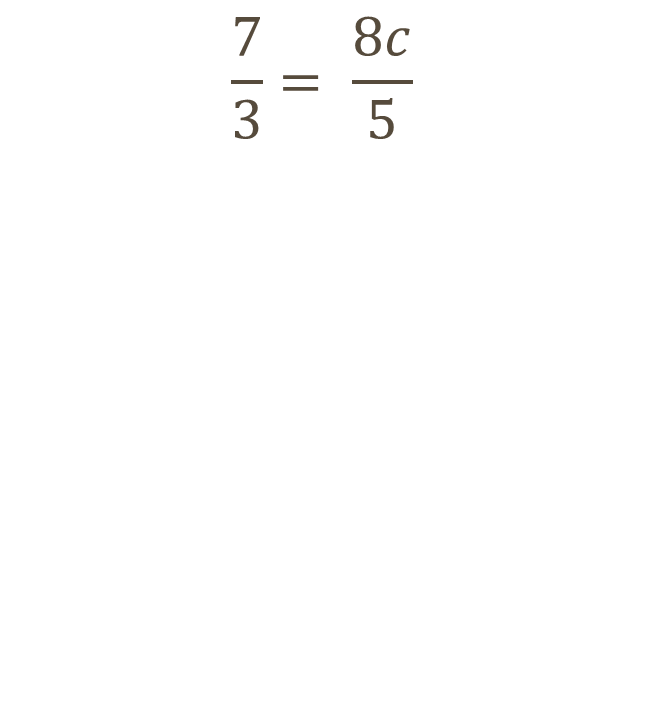 7/3 = 8c/5